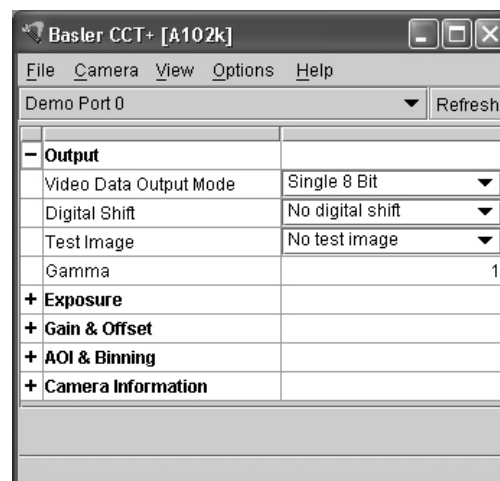 Basler CCT+ [A102k]
File Camera View Options Help
Demo Port 0 Refresh
− Output
Video Data Output Mode Single 8 Bit
Digital Shift No digital shift
Test Image No test image
Gamma 1
+ Exposure
+ Gain & Offset
+ AOI & Binning
+ Camera Information